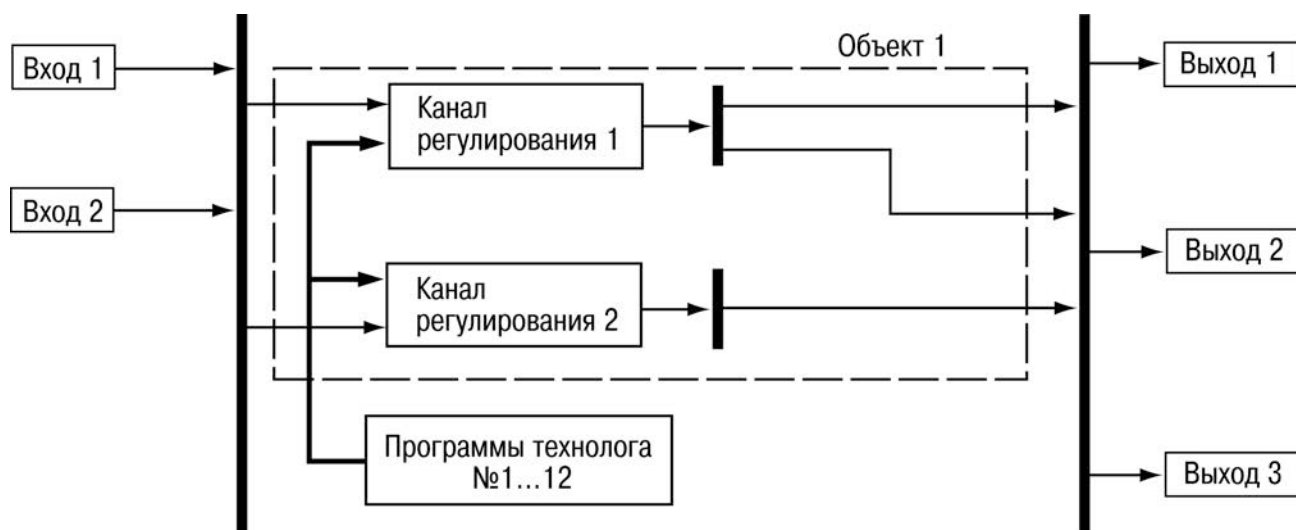 Объект 1
Вход 1
Выход 1
Канал
регулирования 1
Вход 2
Выход 2
Канал
регулирования 2
Программы технолога
№1...12
Выход 3